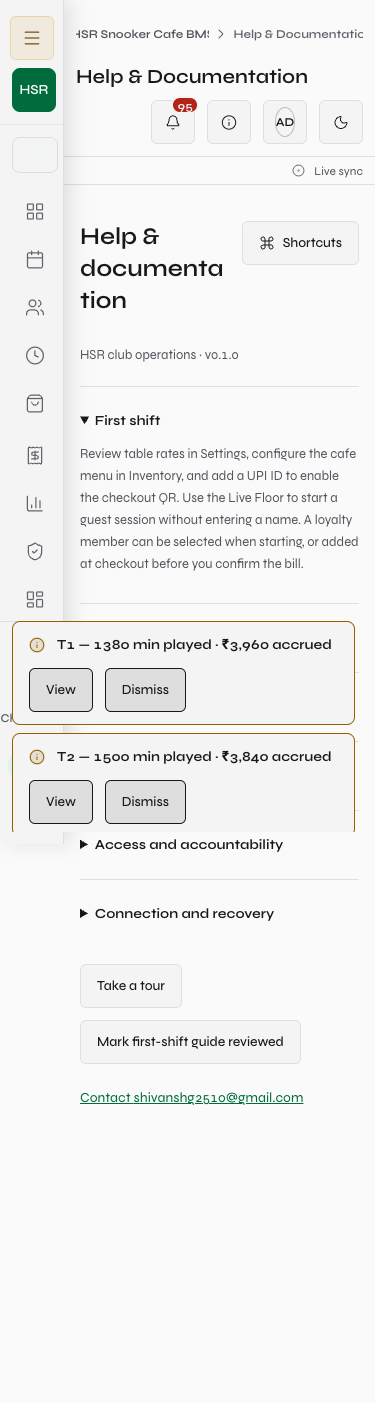 HSR Snooker Cafe BMS
Help & Documentatio
HSR
Help & Documentation
95
AD
Live sync
Help &
documenta
tion
Shortcuts
HSR club operations · v0.1.0
First shift
Review table rates in Settings, configure the cafe
menu in Inventory, and add a UPI ID to enable
the checkout QR. Use the Live Floor to start a
guest session without entering a name. A loyalty
member can be selected when starting, or added
at checkout before you confirm the bill.
T1 — 1380 min played · ₹3,960 accrued
View
Dismiss
T2 — 1500 min played · ₹3,840 accrued
View
Dismiss
Access and accountability
Connection and recovery
Take a tour
Mark first-shift guide reviewed
Contact shivanshg2510@gmail.com